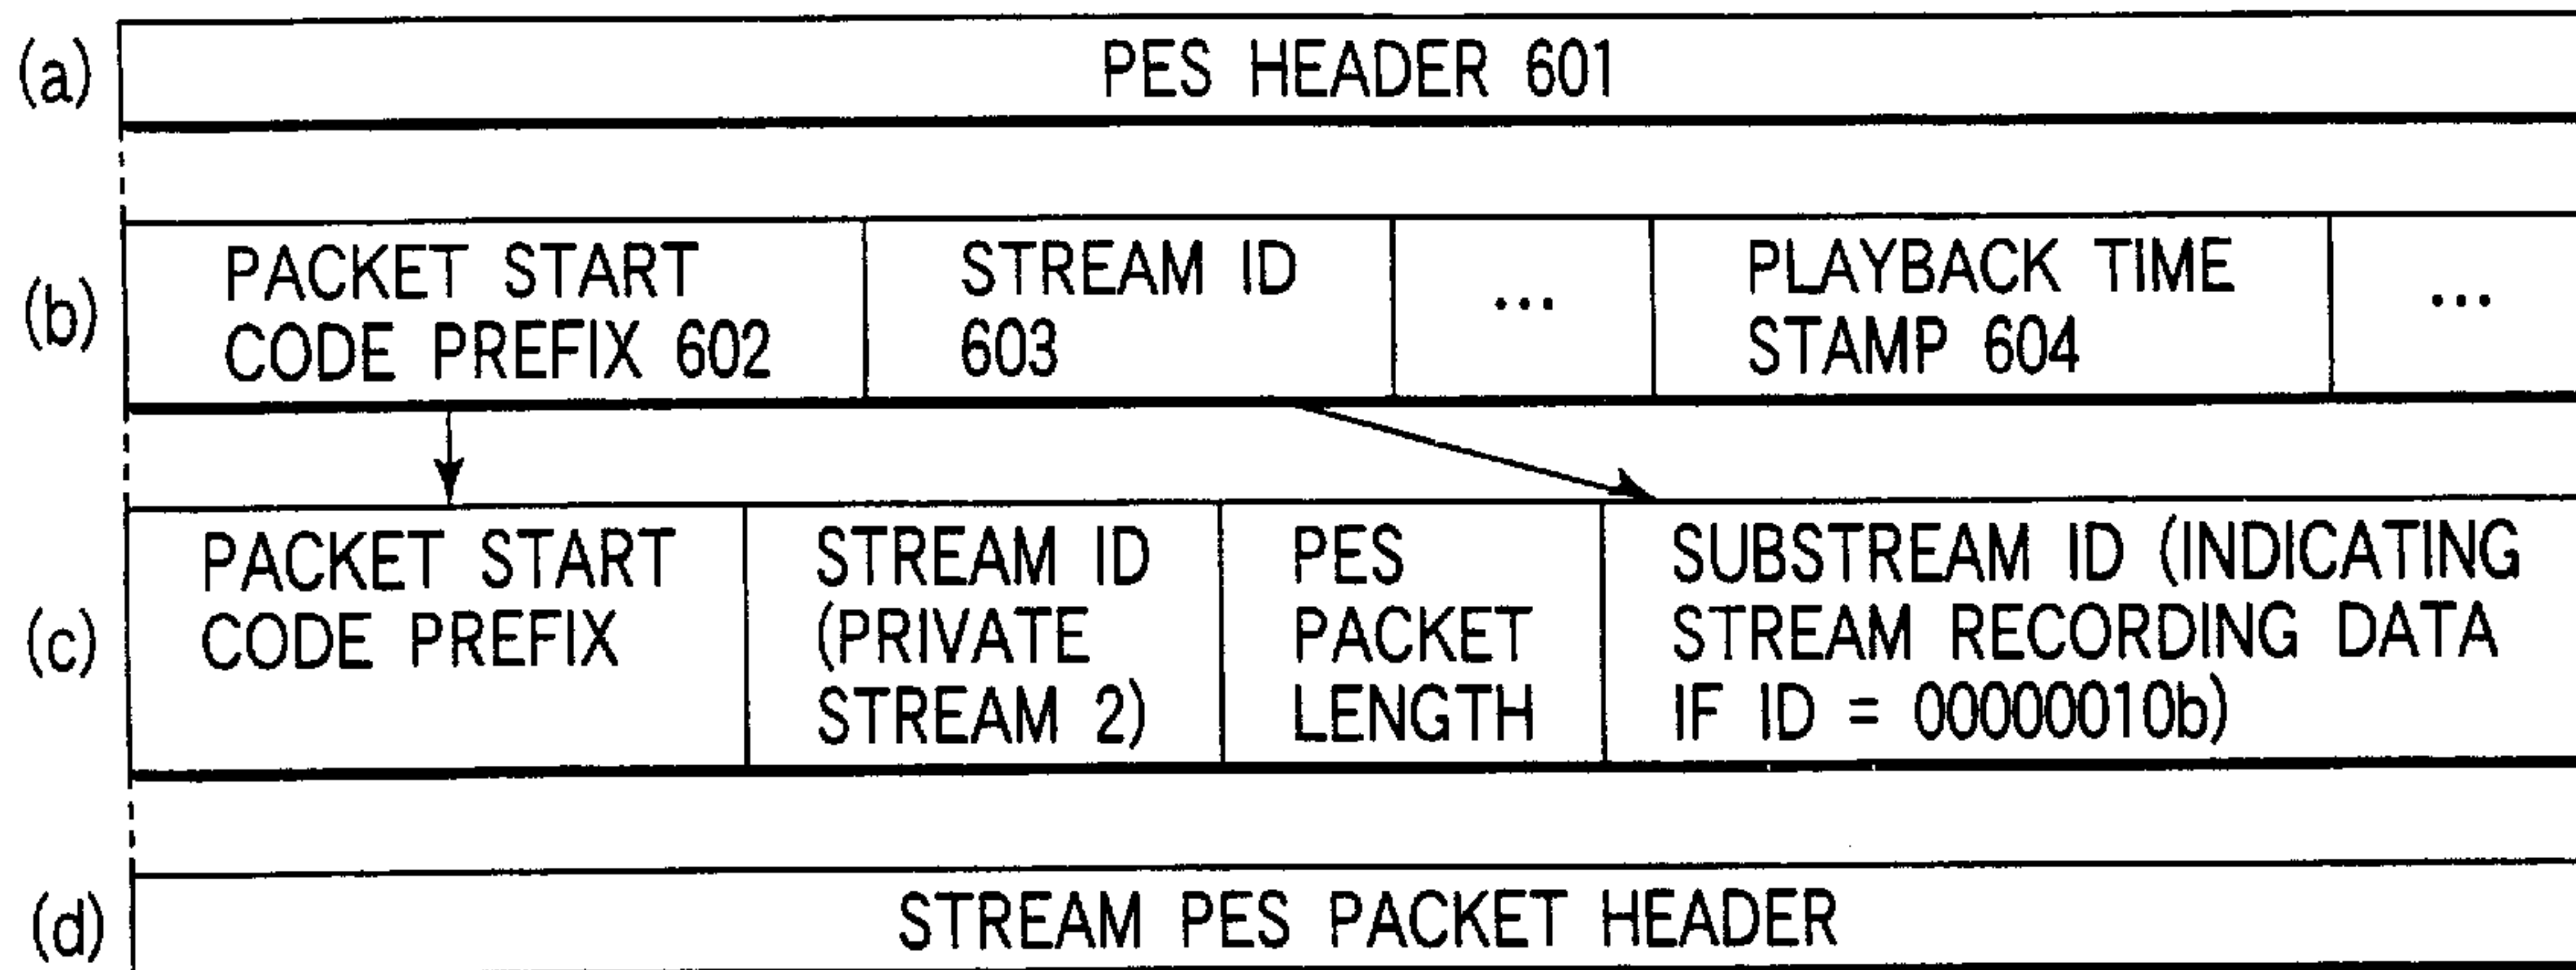 (a) PES HEADER 601
(b)
PACKET START
CODE PREFIX 602
STREAM ID
603
...
PLAYBACK TIME
STAMP 604
...
(c)
PACKET START
CODE PREFIX
STREAM ID
(PRIVATE
STREAM 2)
PES
PACKET
LENGTH
SUBSTREAM ID (INDICATING
STREAM RECORDING DATA
IF ID = 00000010b)
(d) STREAM PES PACKET HEADER